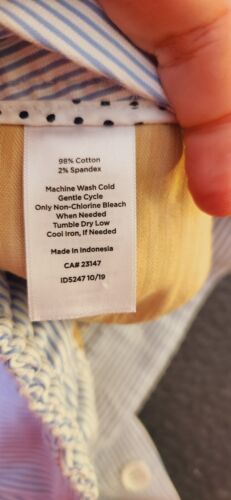 98% Cotton
2% Spandex
Machine Wash Cold
Gentle Cycle
Only Non-Chlorine Bleach
When Needed
Tumble Dry Low
Cool Iron, If Needed
Made In Indonesia
CA# 23147
ID5247 10/19